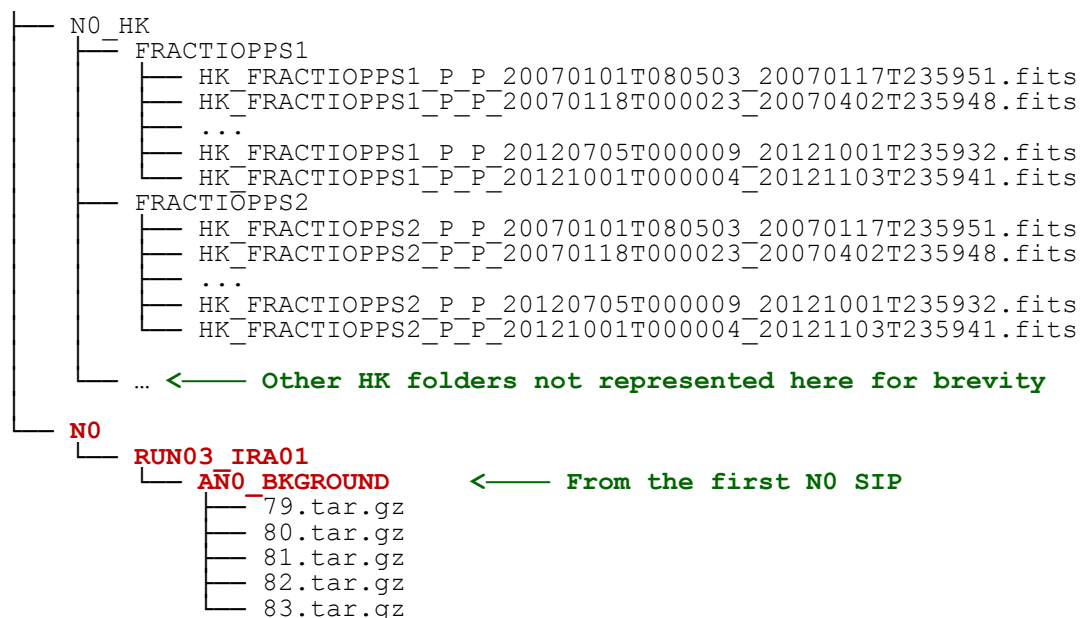 ├── N0_HK
│   ├── FRACTIOPPS1
│   │   ├── HK_FRACTIOPPS1_P_P_20070101T080503_20070117T235951.fits
│   │   ├── HK_FRACTIOPPS1_P_P_20070118T000023_20070402T235948.fits
│   │   ├── ...
│   │   ├── HK_FRACTIOPPS1_P_P_20120705T000009_20121001T235932.fits
│   │   └── HK_FRACTIOPPS1_P_P_20121001T000004_20121103T235941.fits
│   ├── FRACTIOPPS2
│   │   ├── HK_FRACTIOPPS2_P_P_20070101T080503_20070117T235951.fits
│   │   ├── HK_FRACTIOPPS2_P_P_20070118T000023_20070402T235948.fits
│   │   ├── ...
│   │   ├── HK_FRACTIOPPS2_P_P_20120705T000009_20121001T235932.fits
│   │   └── HK_FRACTIOPPS2_P_P_20121001T000004_20121103T235941.fits
│   │
│   └── … <──── Other HK folders not represented here for brevity
│
└── N0
    └── RUN03_IRA01
        └── AN0_BKGROUND     <──── From the first N0 SIP
            ├── 79.tar.gz
            ├── 80.tar.gz
            ├── 81.tar.gz
            ├── 82.tar.gz
            └── 83.tar.gz